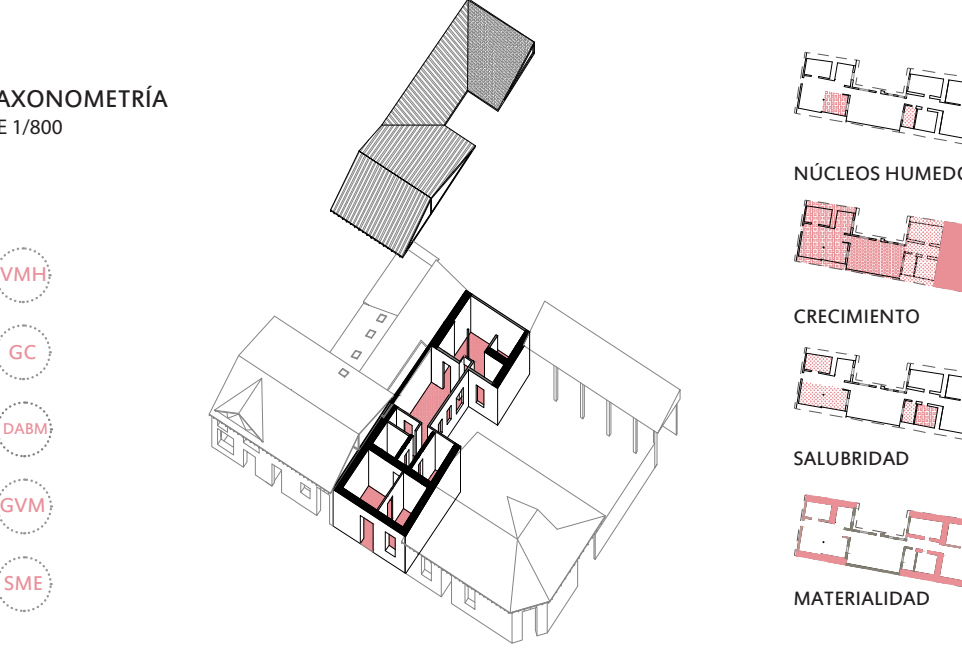 AXONOMETRÍA
E 1/800
VMH
GC
DABM
GVM
SME
NÚCLEOS HUMEDO
CRECIMIENTO
SALUBRIDAD
MATERIALIDAD